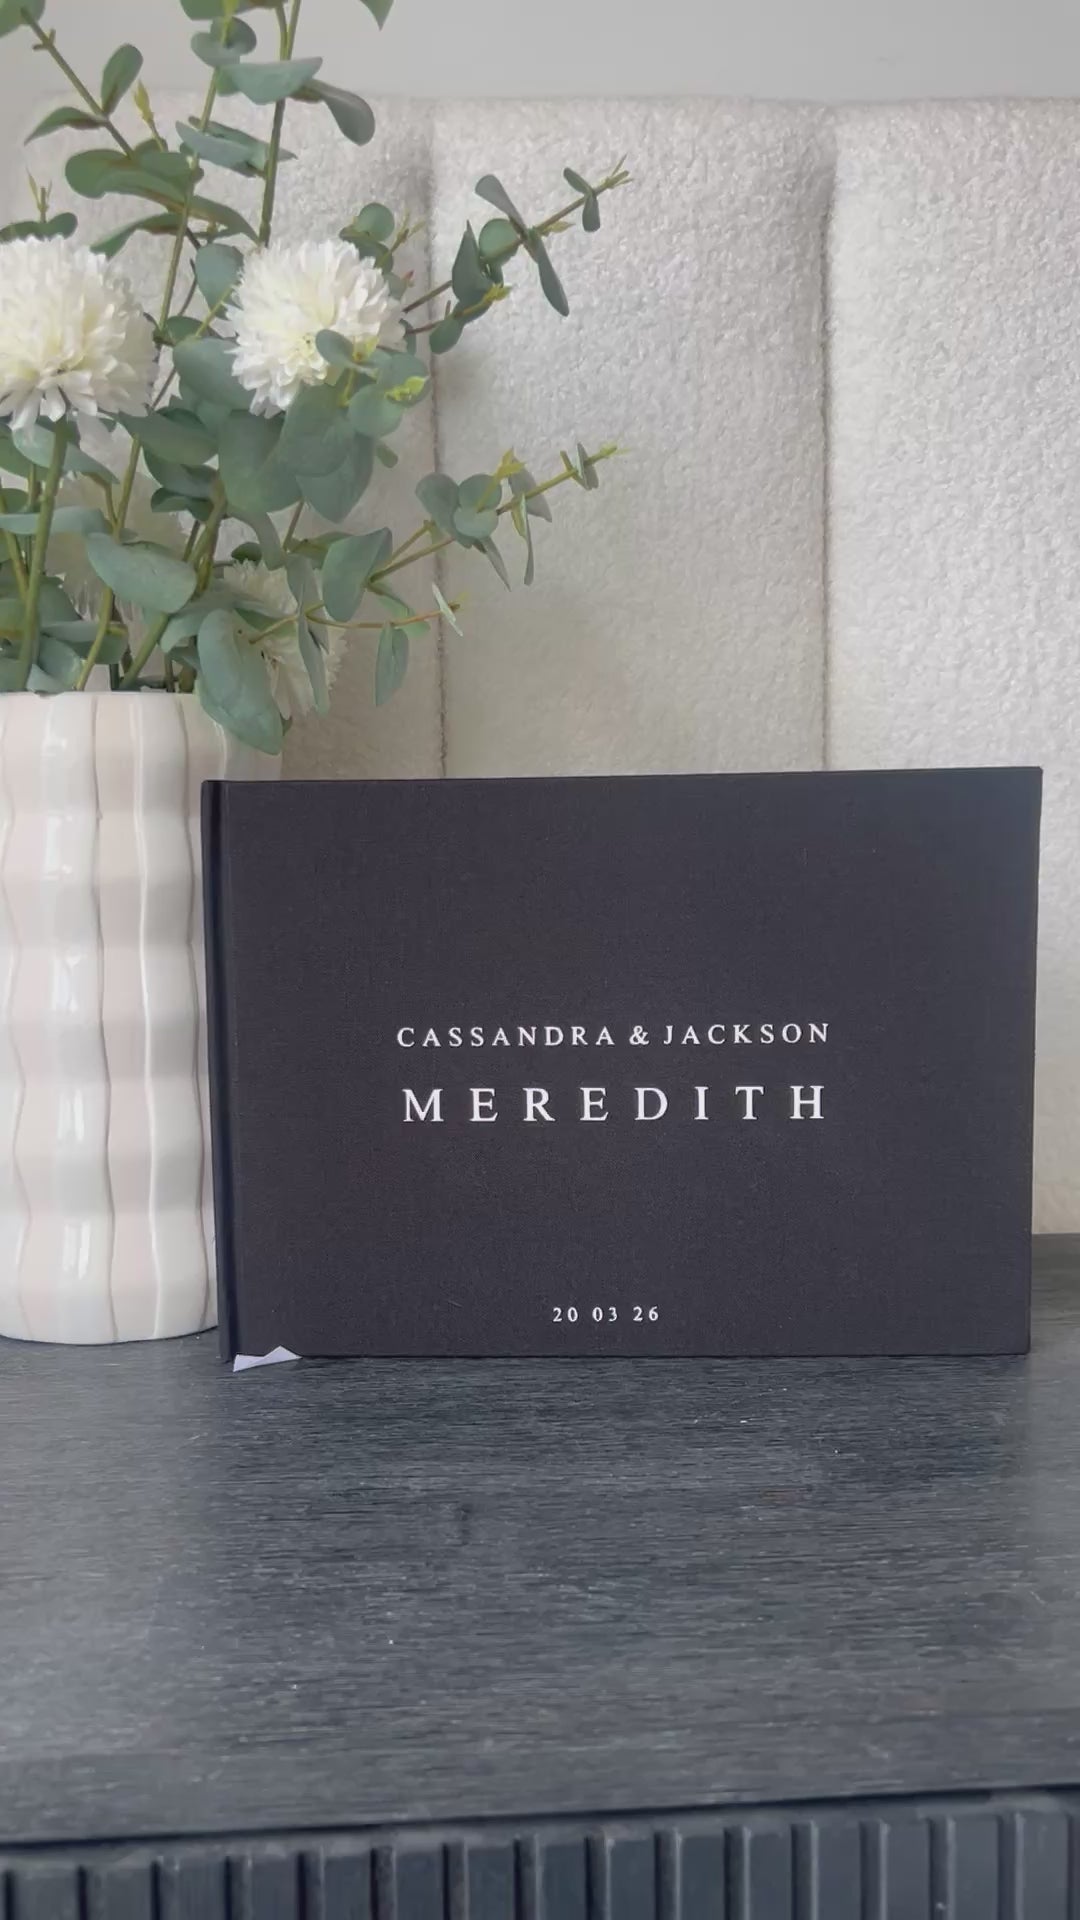 CASSANDRA & JACKSON
MEREDITH
20 03 26